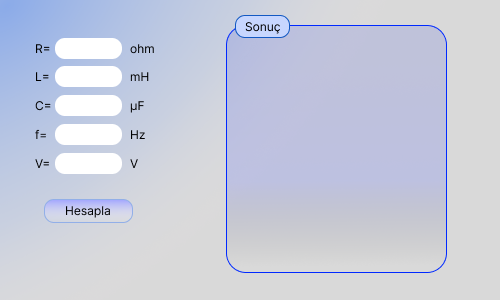 Sonuç
R= ohm
L= mH
C= µF
f= Hz
V= V
Hesapla